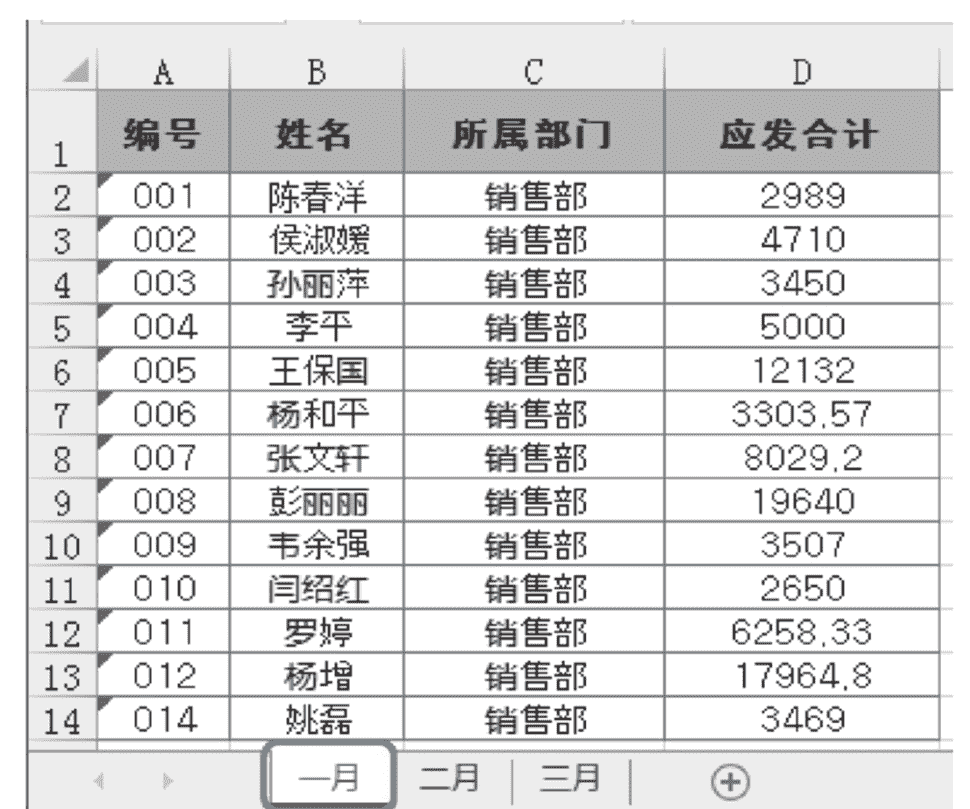 A B C D
1 编号 姓名 所属部门 应发合计
2 001 陈春洋 销售部 2989
3 002 侯淑媛 销售部 4710
4 003 孙丽萍 销售部 3450
5 004 李平 销售部 5000
6 005 王保国 销售部 12132
7 006 杨和平 销售部 3303.57
8 007 张文轩 销售部 8029.2
9 008 彭丽丽 销售部 19640
10 009 韦余强 销售部 3507
11 010 闫绍红 销售部 2650
12 011 罗婷 销售部 6258.33
13 012 杨增 销售部 17964.8
14 014 姚磊 销售部 3469
一月 二月 三月